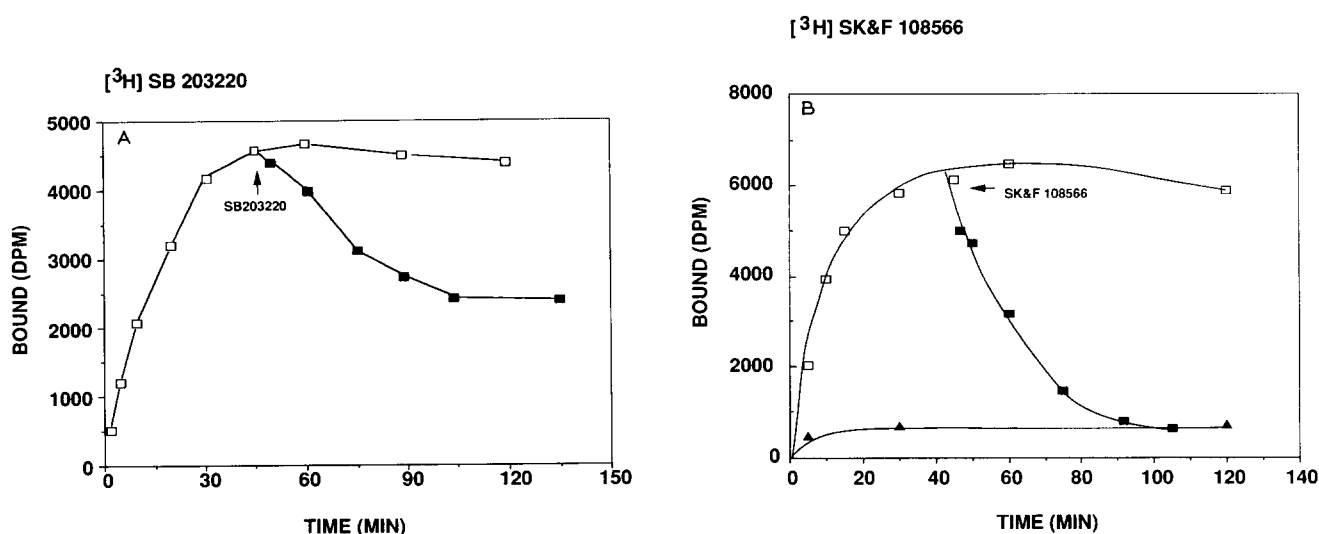 [³H] SB 203220
A
5000
4000
3000
2000
1000
0
SB203220
0 30 60 90 120 150
BOUND (DPM)
TIME (MIN)
[³H] SK&F 108566
B
8000
6000
4000
2000
0
SK&F 108566
0 20 40 60 80 100 120 140
BOUND (DPM)
TIME (MIN)